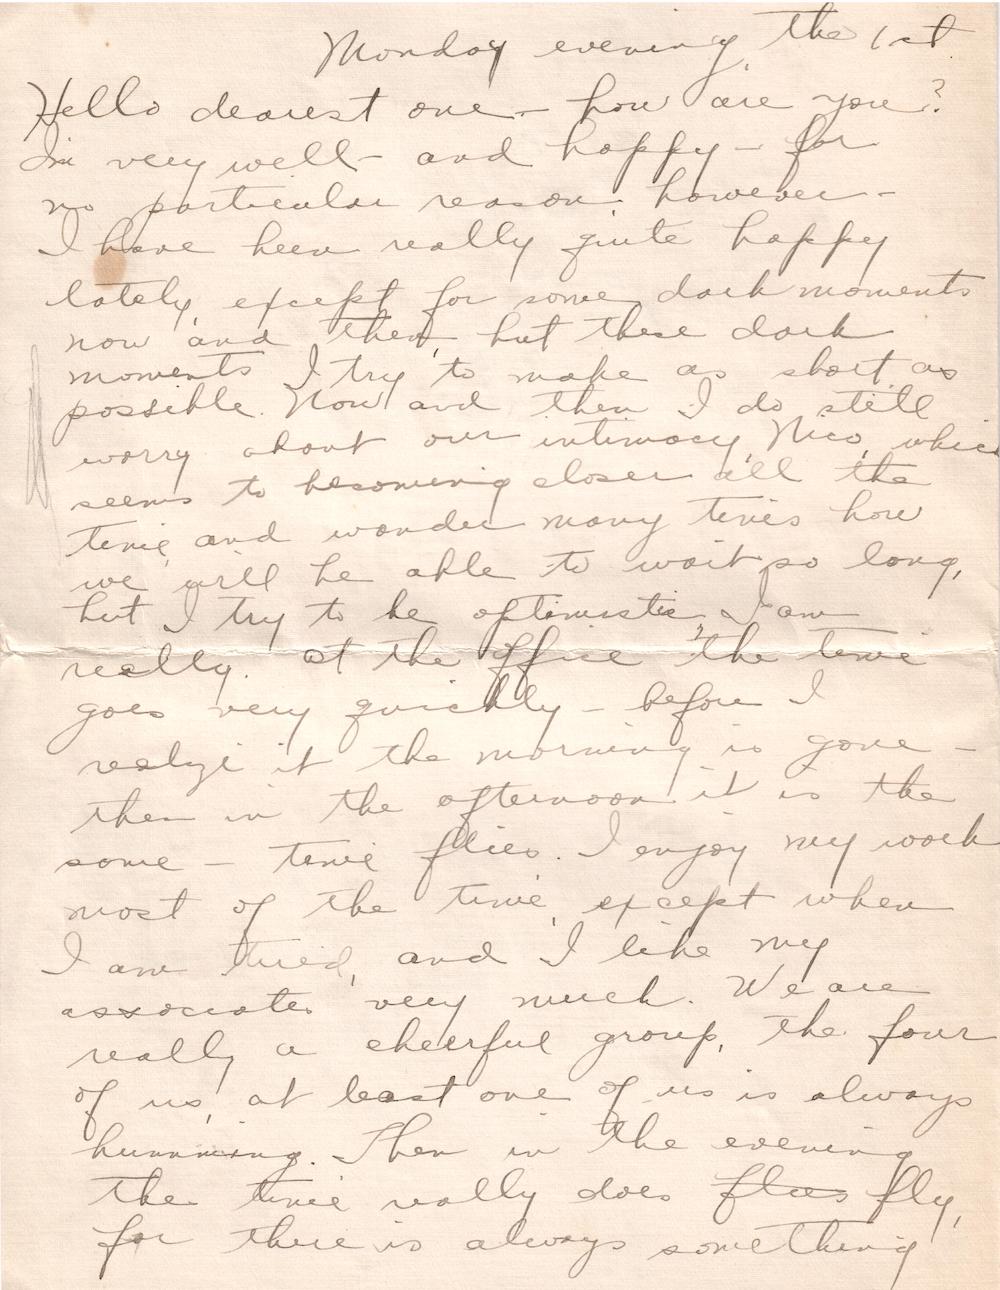 Monday evening, the 1st
Hello dearest one – how are you?
I'm very well – and happy – for
no particular reason, however –
I have been really quite happy
lately, except for some dark moments
now and then, but these dark
moments I try to make as short as
possible. Now and then I do still
worry about our intimacy, Nico, which
seems to becoming closer all the
time, and wonder many times how
we will be able to wait so long,
but I try to be optimistic, I am
really. At the office the time
goes very quickly – before I
realize it the morning is gone –
then in the afternoon it is the
same – time flies. I enjoy my work
most of the time, except when
I am tired, and I like my
associates very much. We are
really a cheerful group, the four
of us, at least one of us is always
humming. Then in the evening
the time really does flies fly,
for there is always something